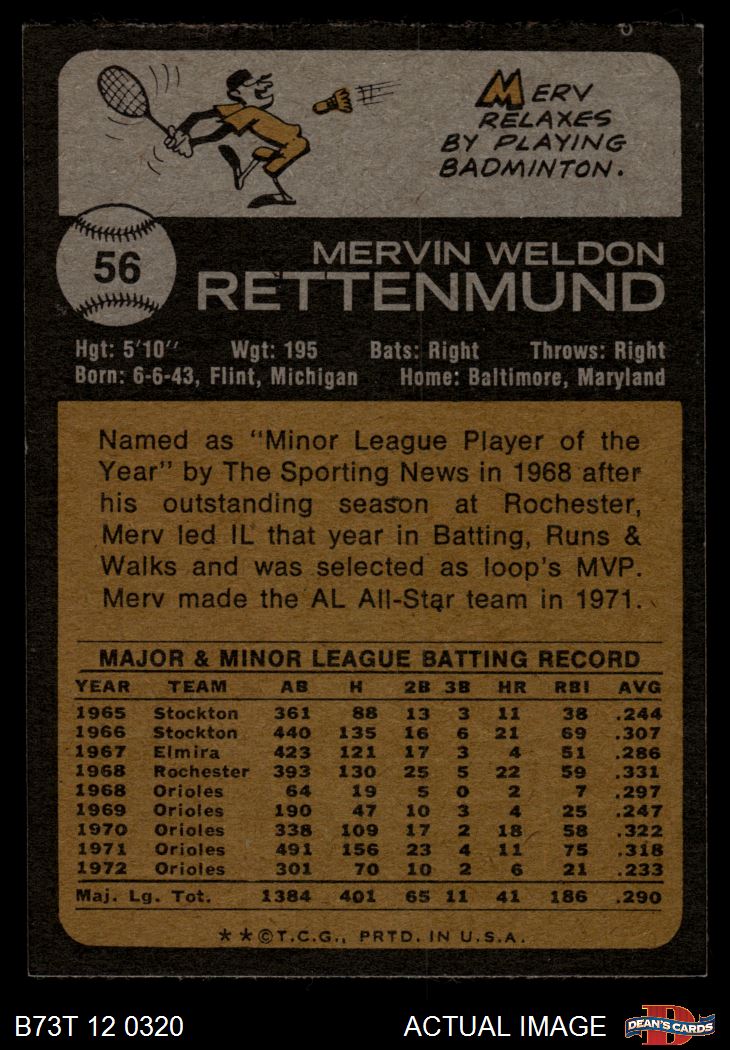 MERV
RELAXES
BY PLAYING
BADMINTON.
56
MERVIN WELDON
RETTENMUND
Hgt: 5'10" Wgt: 195 Bats: Right Throws: Right
Born: 6-6-43, Flint, Michigan Home: Baltimore, Maryland
Named as "Minor League Player of the
Year" by The Sporting News in 1968 after
his outstanding season at Rochester,
Merv led IL that year in Batting, Runs &
Walks and was selected as loop's MVP.
Merv made the AL All-Star team in 1971.
MAJOR & MINOR LEAGUE BATTING RECORD
YEAR TEAM AB H 2B 3B HR RBI AVG
1965 Stockton 361 88 13 3 11 38 .244
1966 Stockton 440 135 16 6 21 69 .307
1967 Elmira 423 121 17 3 4 51 .286
1968 Rochester 393 130 25 5 22 59 .331
1968 Orioles 64 19 5 0 2 7 .297
1969 Orioles 190 47 10 3 4 25 .247
1970 Orioles 338 109 17 2 18 58 .322
1971 Orioles 491 156 23 4 11 75 .318
1972 Orioles 301 70 10 2 6 21 .233
Maj. Lg. Tot. 1384 401 65 11 41 186 .290
**©T.C.G., PRTD. IN U.S.A.
B73T 12 0320 ACTUAL IMAGE
D
DEAN'S CARDS